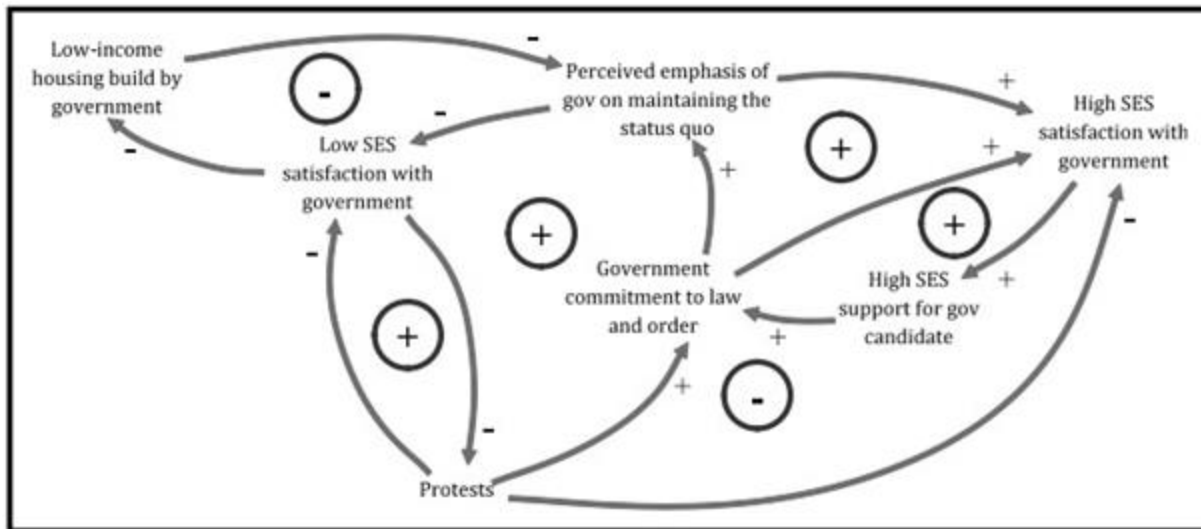 Low-income
housing build by
government
-
-
-
-
Perceived emphasis of
gov on maintaining the
status quo
+
High SES
satisfaction with
government
Low SES
satisfaction with
government
+
+
+
+
+
-
-
Government
commitment to law
and order
High SES
support for gov
candidate
+
+
+
+
-
-
Protests